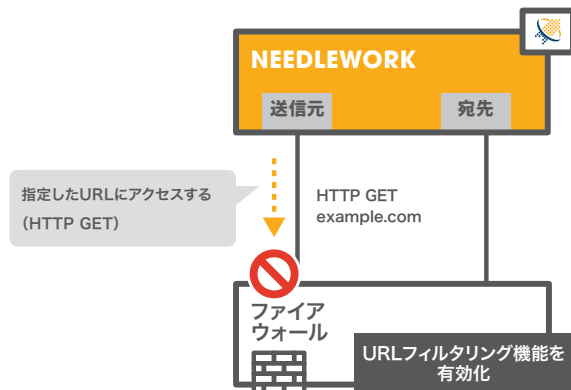 NEEDLEWORK
送信元
宛先
指定したURLにアクセスする
（HTTP GET）
HTTP GET
example.com
ファイア
ウォール
URLフィルタリング機能を
有効化